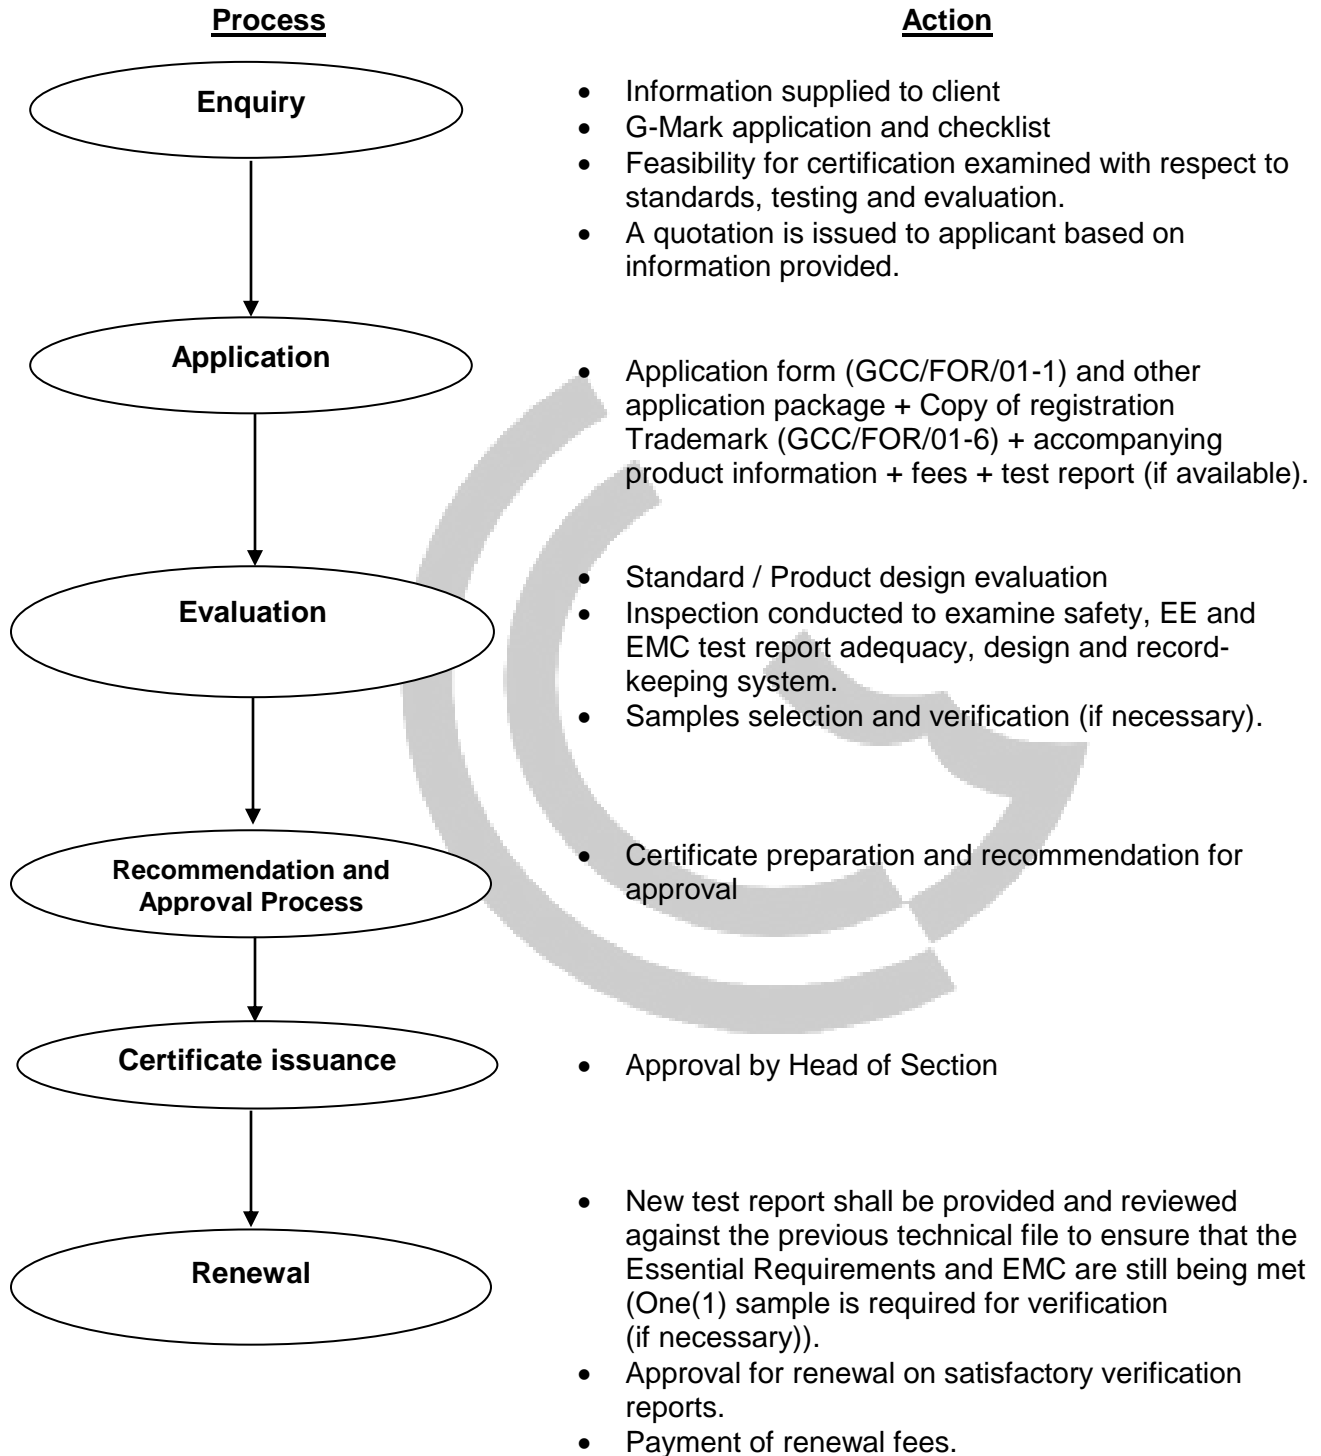 Process
Action
Enquiry
• Information supplied to client
• G-Mark application and checklist
• Feasibility for certification examined with respect to
standards, testing and evaluation.
• A quotation is issued to applicant based on
information provided.
Application
• Application form (GCC/FOR/01-1) and other
application package + Copy of registration
Trademark (GCC/FOR/01-6) + accompanying
product information + fees + test report (if available).
Evaluation
• Standard / Product design evaluation
• Inspection conducted to examine safety, EE and
EMC test report adequacy, design and record-
keeping system.
• Samples selection and verification (if necessary).
Recommendation and
Approval Process
• Certificate preparation and recommendation for
approval
Certificate issuance
• Approval by Head of Section
Renewal
• New test report shall be provided and reviewed
against the previous technical file to ensure that the
Essential Requirements and EMC are still being met
(One(1) sample is required for verification
(if necessary)).
• Approval for renewal on satisfactory verification
reports.
• Payment of renewal fees.